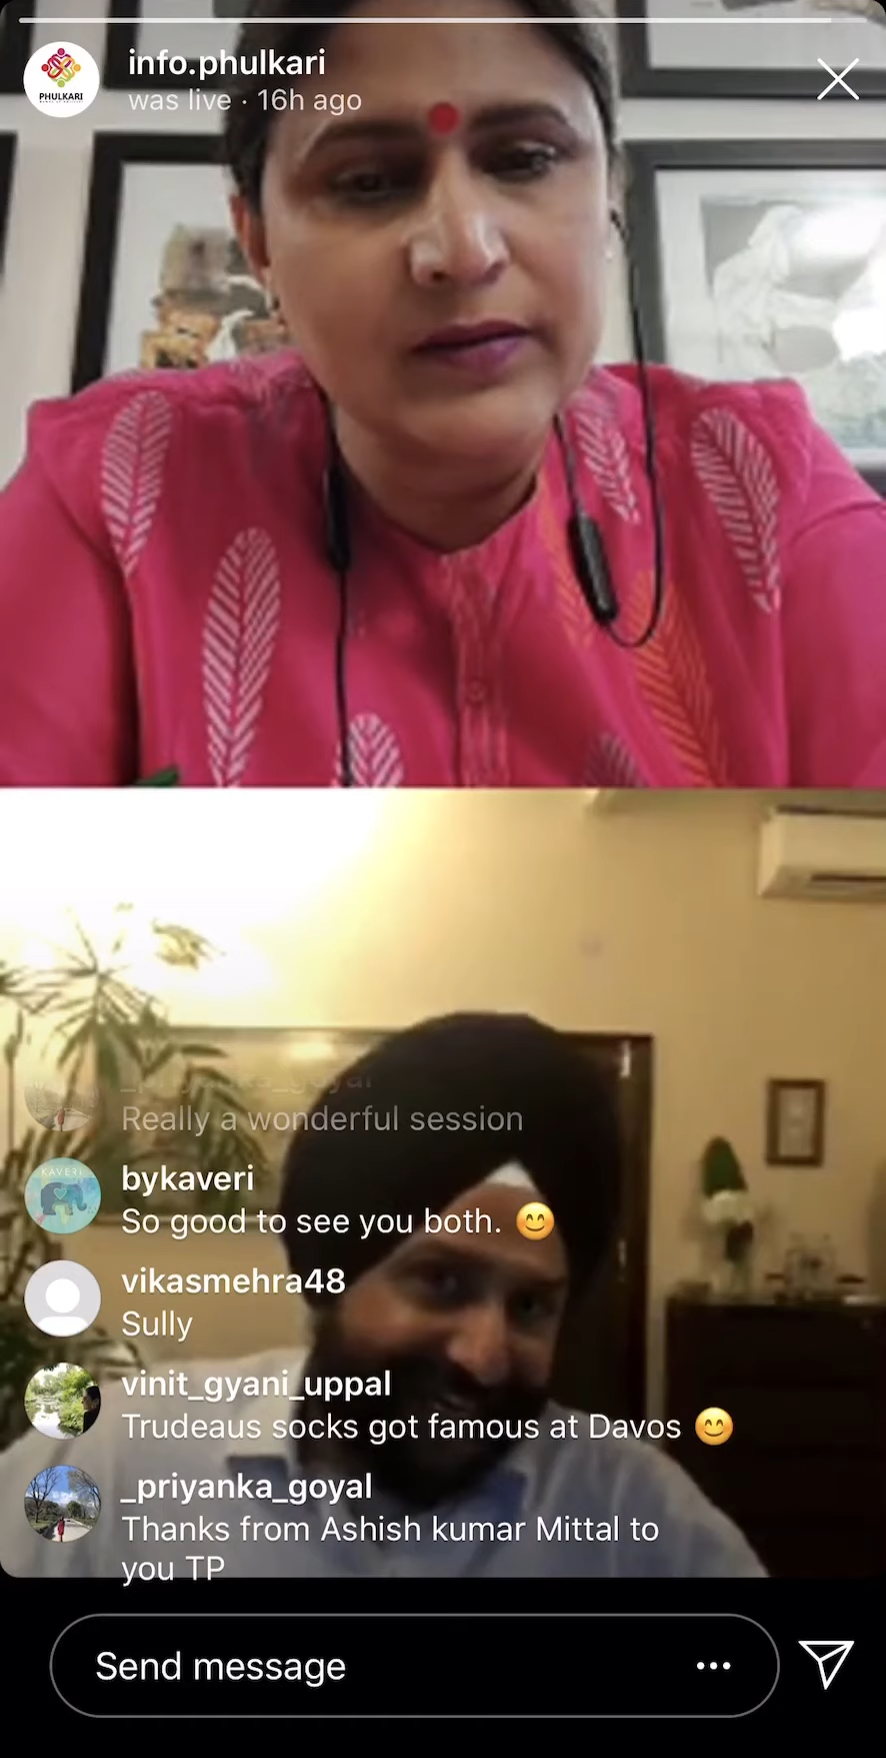 info.phulkari
was live · 16h ago
PHULKARI
Really a wonderful session
KAVERI
bykaveri
So good to see you both. 😊
vikasmehra48
Sully
vinit_gyani_uppal
Trudeaus socks got famous at Davos 😊
_priyanka_goyal
Thanks from Ashish kumar Mittal to
you TP
Send message